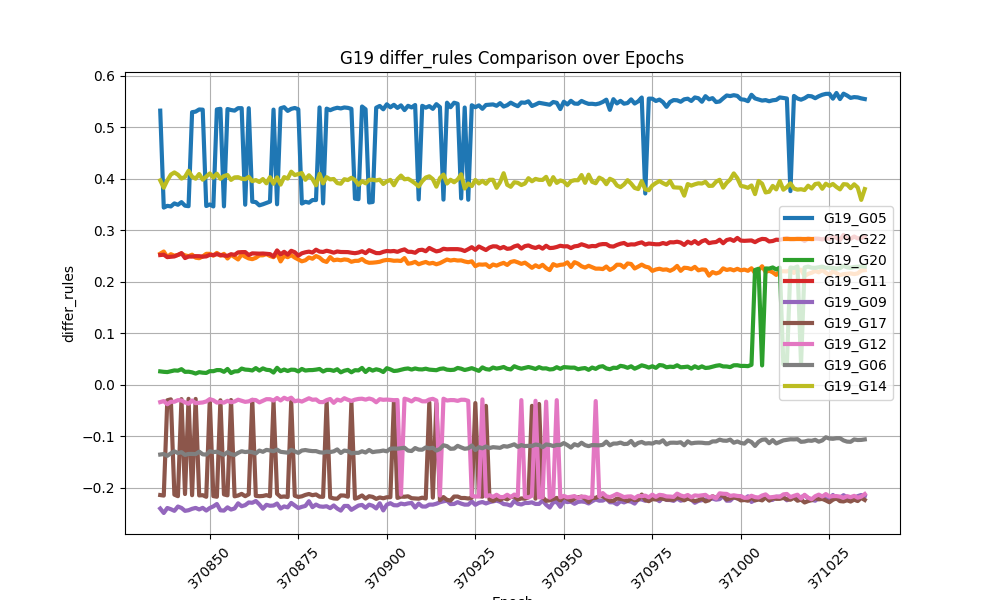 G19 differ_rules Comparison over Epochs
differ_rules
0.6
0.5
0.4
0.3
0.2
0.1
0.0
−0.1
−0.2
370850
370875
370900
370925
370950
370975
371000
371025
Epoch
G19_G05
G19_G22
G19_G20
G19_G11
G19_G09
G19_G17
G19_G12
G19_G06
G19_G14